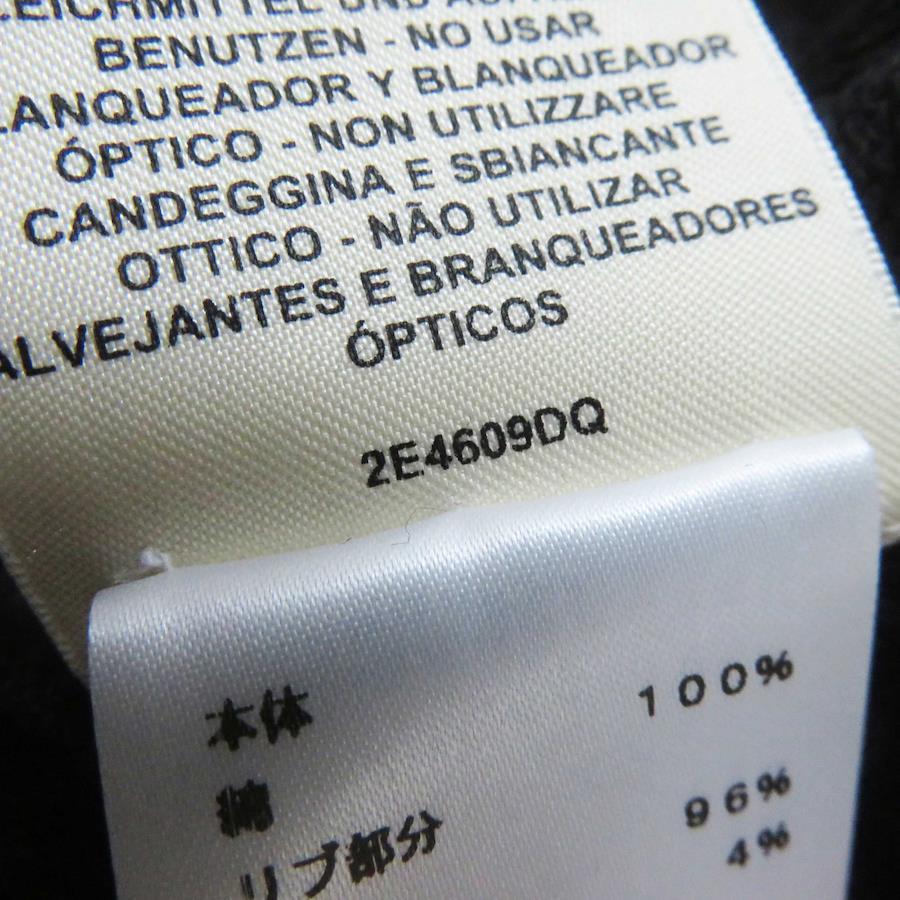 BENUTZEN - NO USAR
BLANQUEADOR Y BLANQUEADOR
ÓPTICO - NON UTILIZZARE
CANDEGGINA E SBIANCANTE
OTTICO - NÃO UTILIZAR
ALVEJANTES E BRANQUEADORES
ÓPTICOS
2E4609DQ
本体
綿 100%
リブ部分
96%
4%